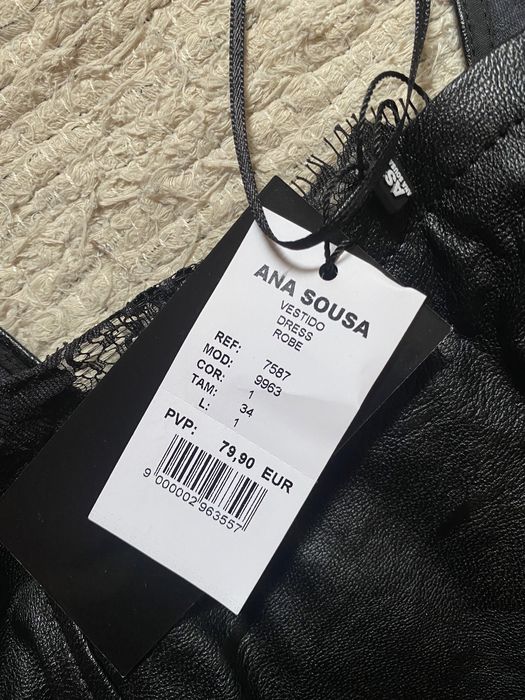 ANA SOUSA
VESTIDO
DRESS
ROBE
REF: 7587
MOD: 9963
COR: 1
TAM: 34
L: 1
PVP: 79,90 EUR
9 000002 963557
AS